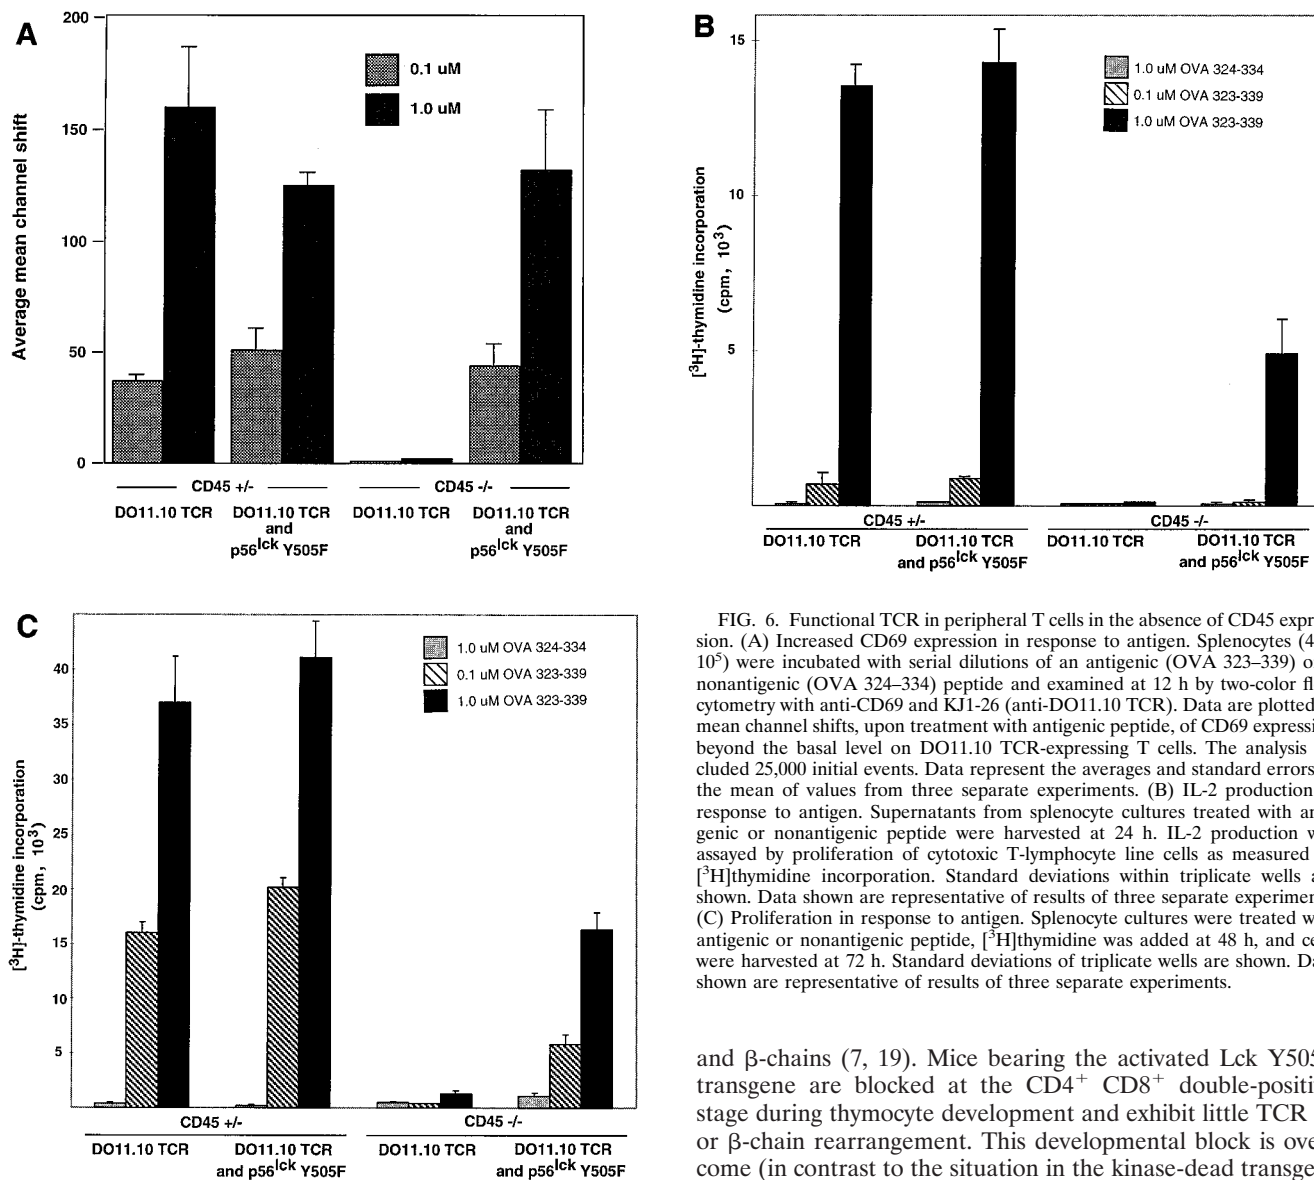 A
200
150
100
50
0
Average mean channel shift
0.1 uM
1.0 uM
CD45 +/-
CD45 -/-
DO11.10 TCR
DO11.10 TCR
and
p56lck Y505F
DO11.10 TCR
DO11.10 TCR
and
p56lck Y505F
B
15
10
5
[3H]-thymidine incorporation
(cpm, 103)
1.0 uM OVA 324-334
0.1 uM OVA 323-339
1.0 uM OVA 323-339
CD45 +/-
CD45 -/-
DO11.10 TCR
DO11.10 TCR
and p56lck Y505F
DO11.10 TCR
DO11.10 TCR
and p56lck Y505F
C
40
35
30
25
20
15
10
5
[3H]-thymidine incorporation
(cpm, 103)
1.0 uM OVA 324-334
0.1 uM OVA 323-339
1.0 uM OVA 323-339
CD45 +/-
CD45 -/-
DO11.10 TCR
DO11.10 TCR
and p56lck Y505F
DO11.10 TCR
DO11.10 TCR
and p56lck Y505F
FIG. 6. Functional TCR in peripheral T cells in the absence of CD45 expr
sion. (A) Increased CD69 expression in response to antigen. Splenocytes (4
105) were incubated with serial dilutions of an antigenic (OVA 323–339) o
nonantigenic (OVA 324–334) peptide and examined at 12 h by two-color fl
cytometry with anti-CD69 and KJ1-26 (anti-DO11.10 TCR). Data are plotted
mean channel shifts, upon treatment with antigenic peptide, of CD69 expressi
beyond the basal level on DO11.10 TCR-expressing T cells. The analysis
cluded 25,000 initial events. Data represent the averages and standard errors
the mean of values from three separate experiments. (B) IL-2 production
response to antigen. Supernatants from splenocyte cultures treated with an
genic or nonantigenic peptide were harvested at 24 h. IL-2 production w
assayed by proliferation of cytotoxic T-lymphocyte line cells as measured
[3H]thymidine incorporation. Standard deviations within triplicate wells a
shown. Data shown are representative of results of three separate experimen
(C) Proliferation in response to antigen. Splenocyte cultures were treated w
antigenic or nonantigenic peptide, [3H]thymidine was added at 48 h, and ce
were harvested at 72 h. Standard deviations of triplicate wells are shown. Da
shown are representative of results of three separate experiments.
and β-chains (7, 19). Mice bearing the activated Lck Y505
transgene are blocked at the CD4+ CD8+ double-positi
stage during thymocyte development and exhibit little TCR
or β-chain rearrangement. This developmental block is ove
come (in contrast to the situation in the kinase-dead transge